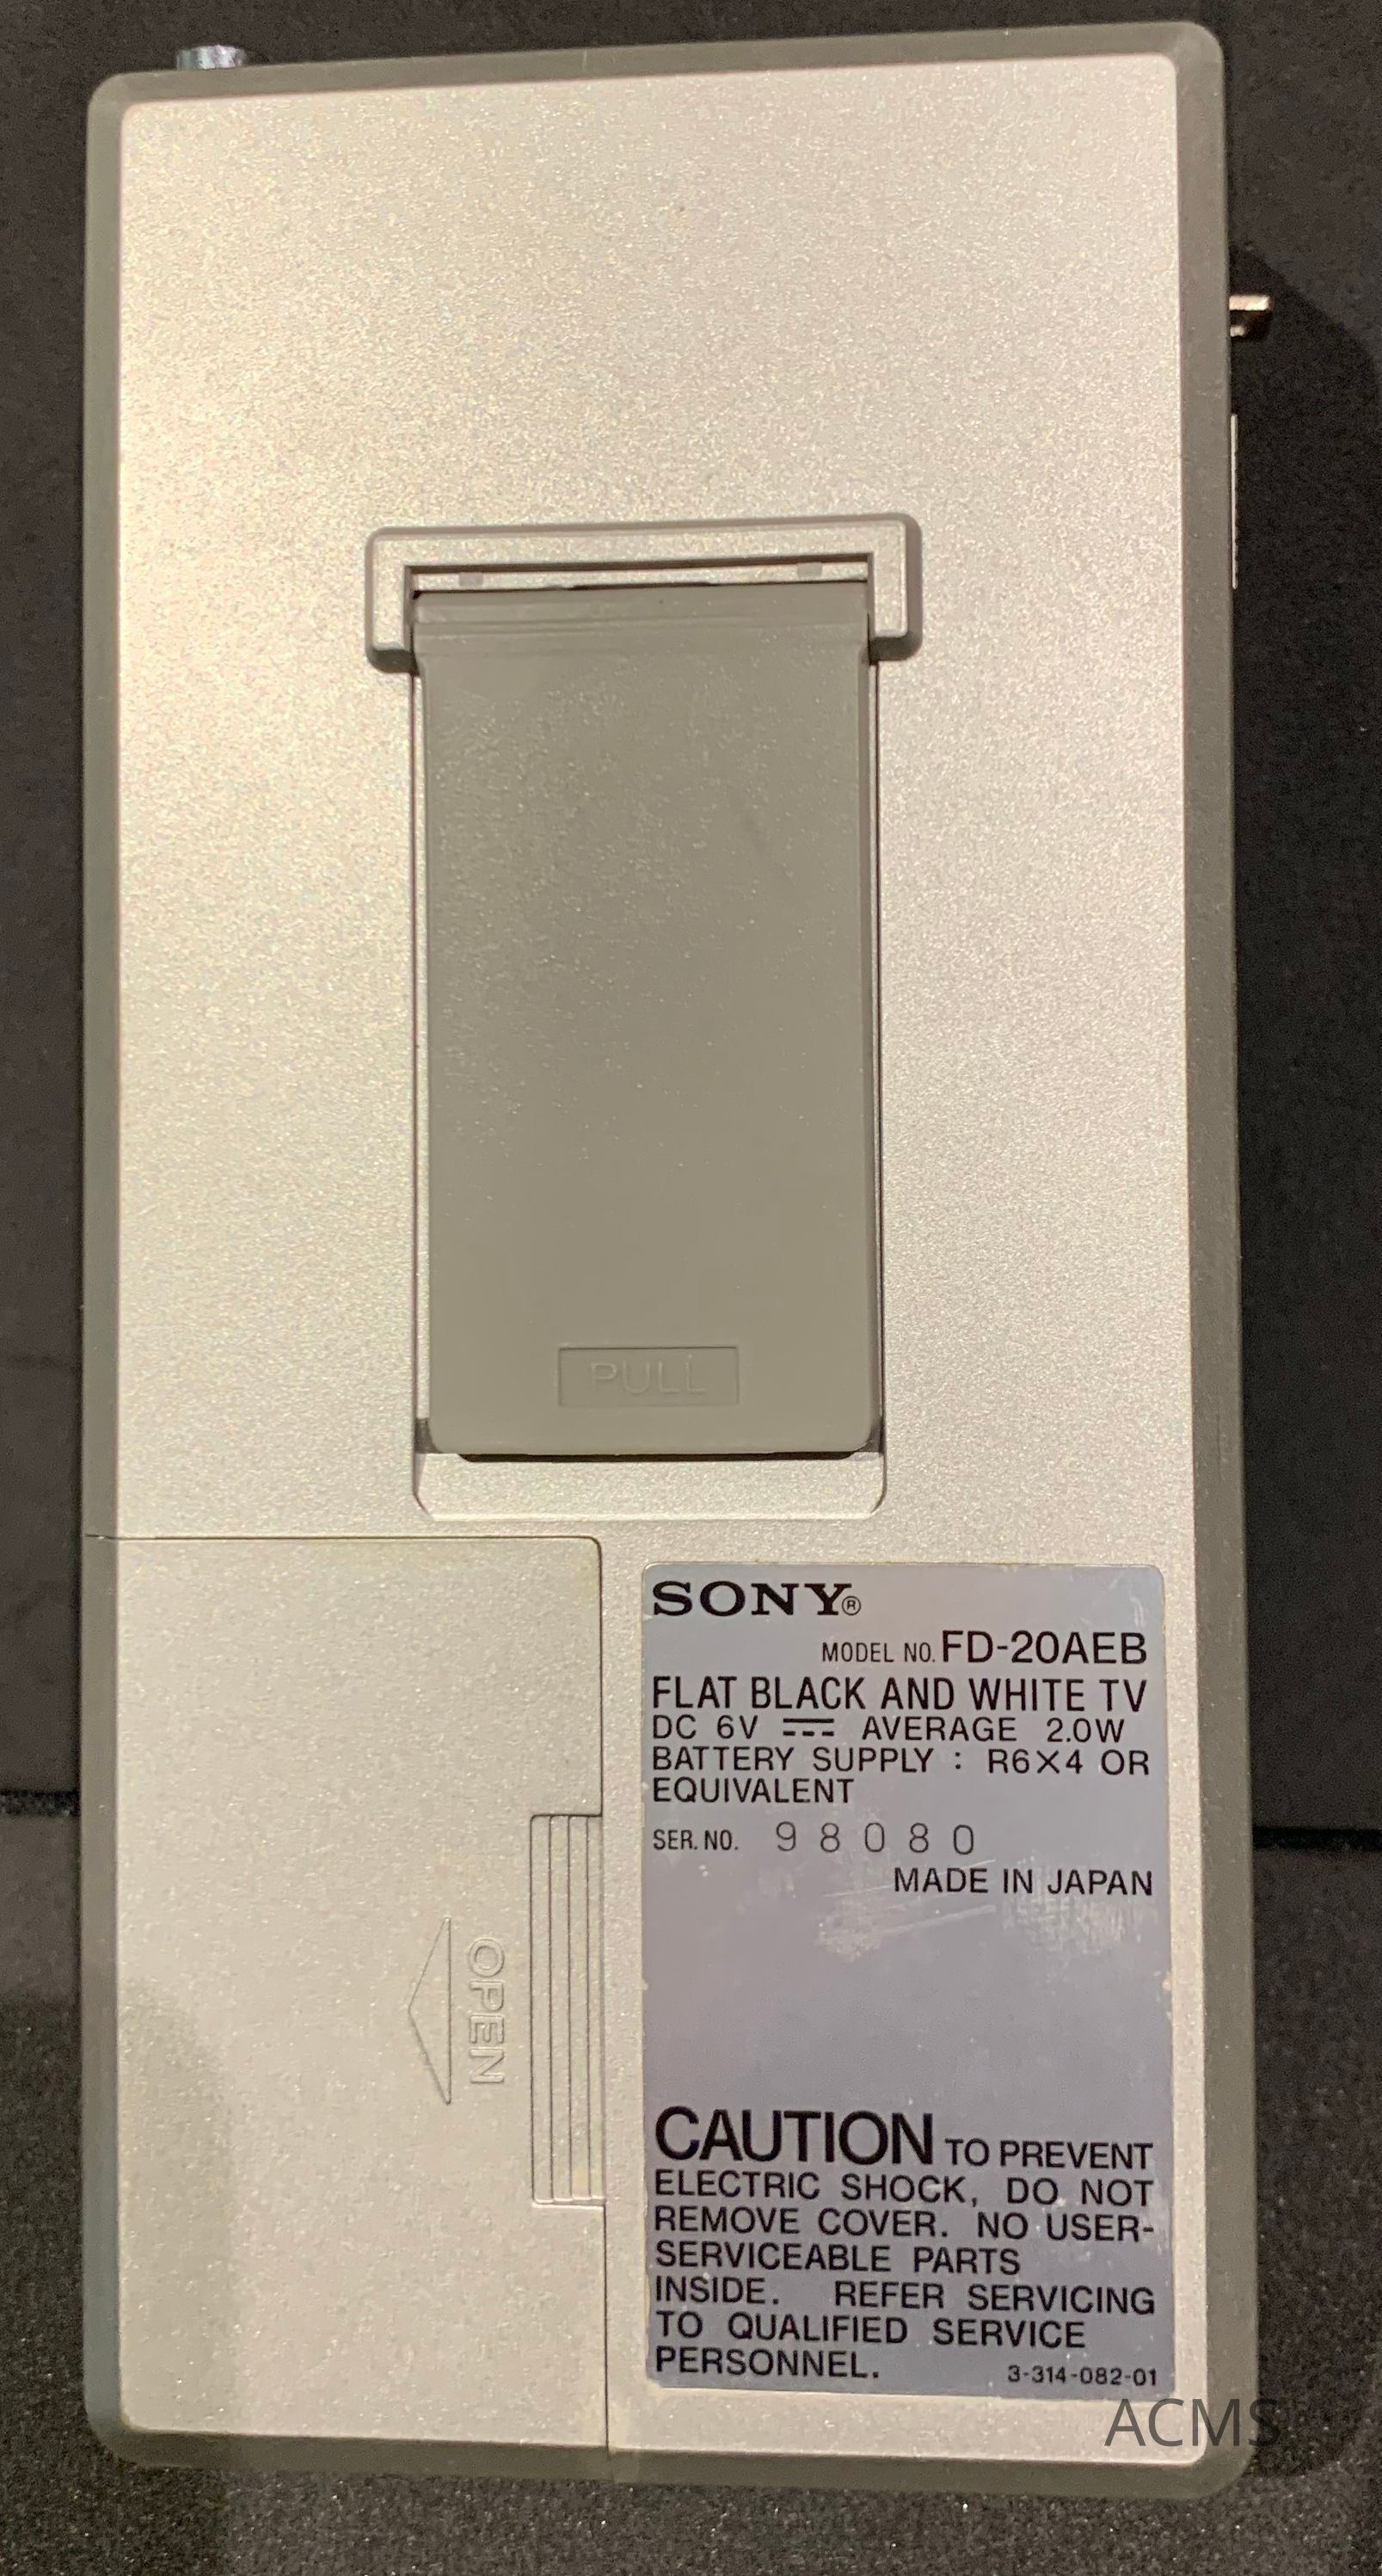 PULL
OPEN
SONY®
MODEL NO. FD-20AEB
FLAT BLACK AND WHITE TV
DC 6V ⎓ AVERAGE 2.0W
BATTERY SUPPLY : R6X4 OR
EQUIVALENT
SER. NO. 98080
MADE IN JAPAN
CAUTION TO PREVENT
ELECTRIC SHOCK, DO NOT
REMOVE COVER. NO USER-
SERVICEABLE PARTS
INSIDE. REFER SERVICING
TO QUALIFIED SERVICE
PERSONNEL.
3-314-082-01
ACMS